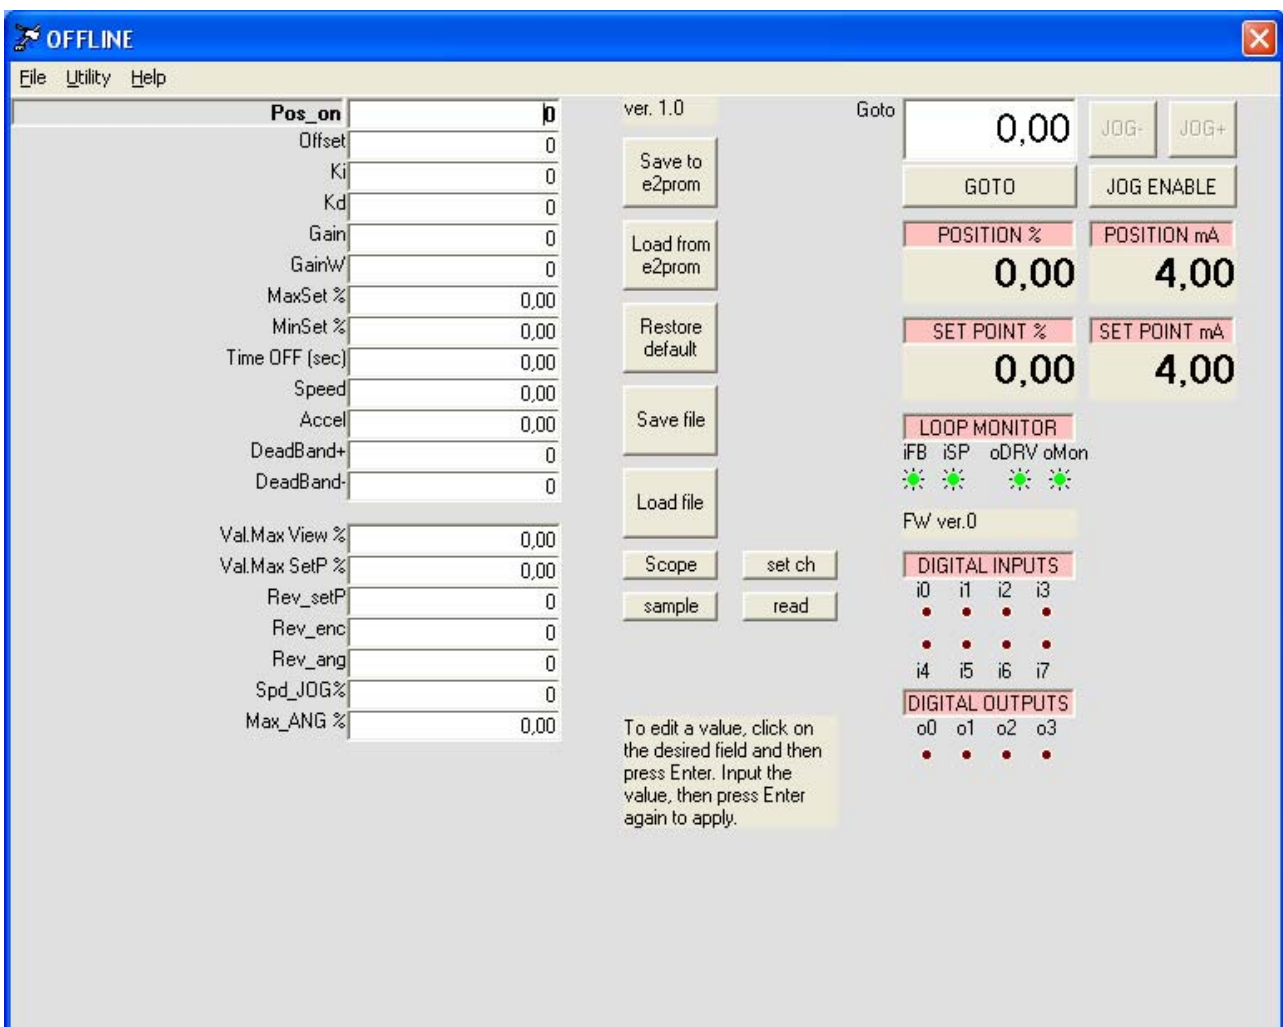 OFFLINE
File Utility Help
Pos_on 0
Offset 0
Ki 0
Kd 0
Gain 0
GainW 0
MaxSet % 0,00
MinSet % 0,00
Time OFF (sec) 0,00
Speed 0,00
Accel 0,00
DeadBand+ 0
DeadBand- 0
Val.Max View % 0,00
Val.Max SetP % 0,00
Rev_setP 0
Rev_enc 0
Rev_ang 0
Spd_JOG% 0
Max_ANG % 0,00
ver. 1.0
Save to
e2prom
Load from
e2prom
Restore
default
Save file
Load file
Scope set ch
sample read
To edit a value, click on
the desired field and then
press Enter. Input the
value, then press Enter
again to apply.
Goto 0,00 JOG- JOG+
GOTO JOG ENABLE
POSITION % POSITION mA
0,00 4,00
SET POINT % SET POINT mA
0,00 4,00
LOOP MONITOR
iFB iSP oDRV oMon
FW ver.0
DIGITAL INPUTS
i0 i1 i2 i3
i4 i5 i6 i7
DIGITAL OUTPUTS
o0 o1 o2 o3